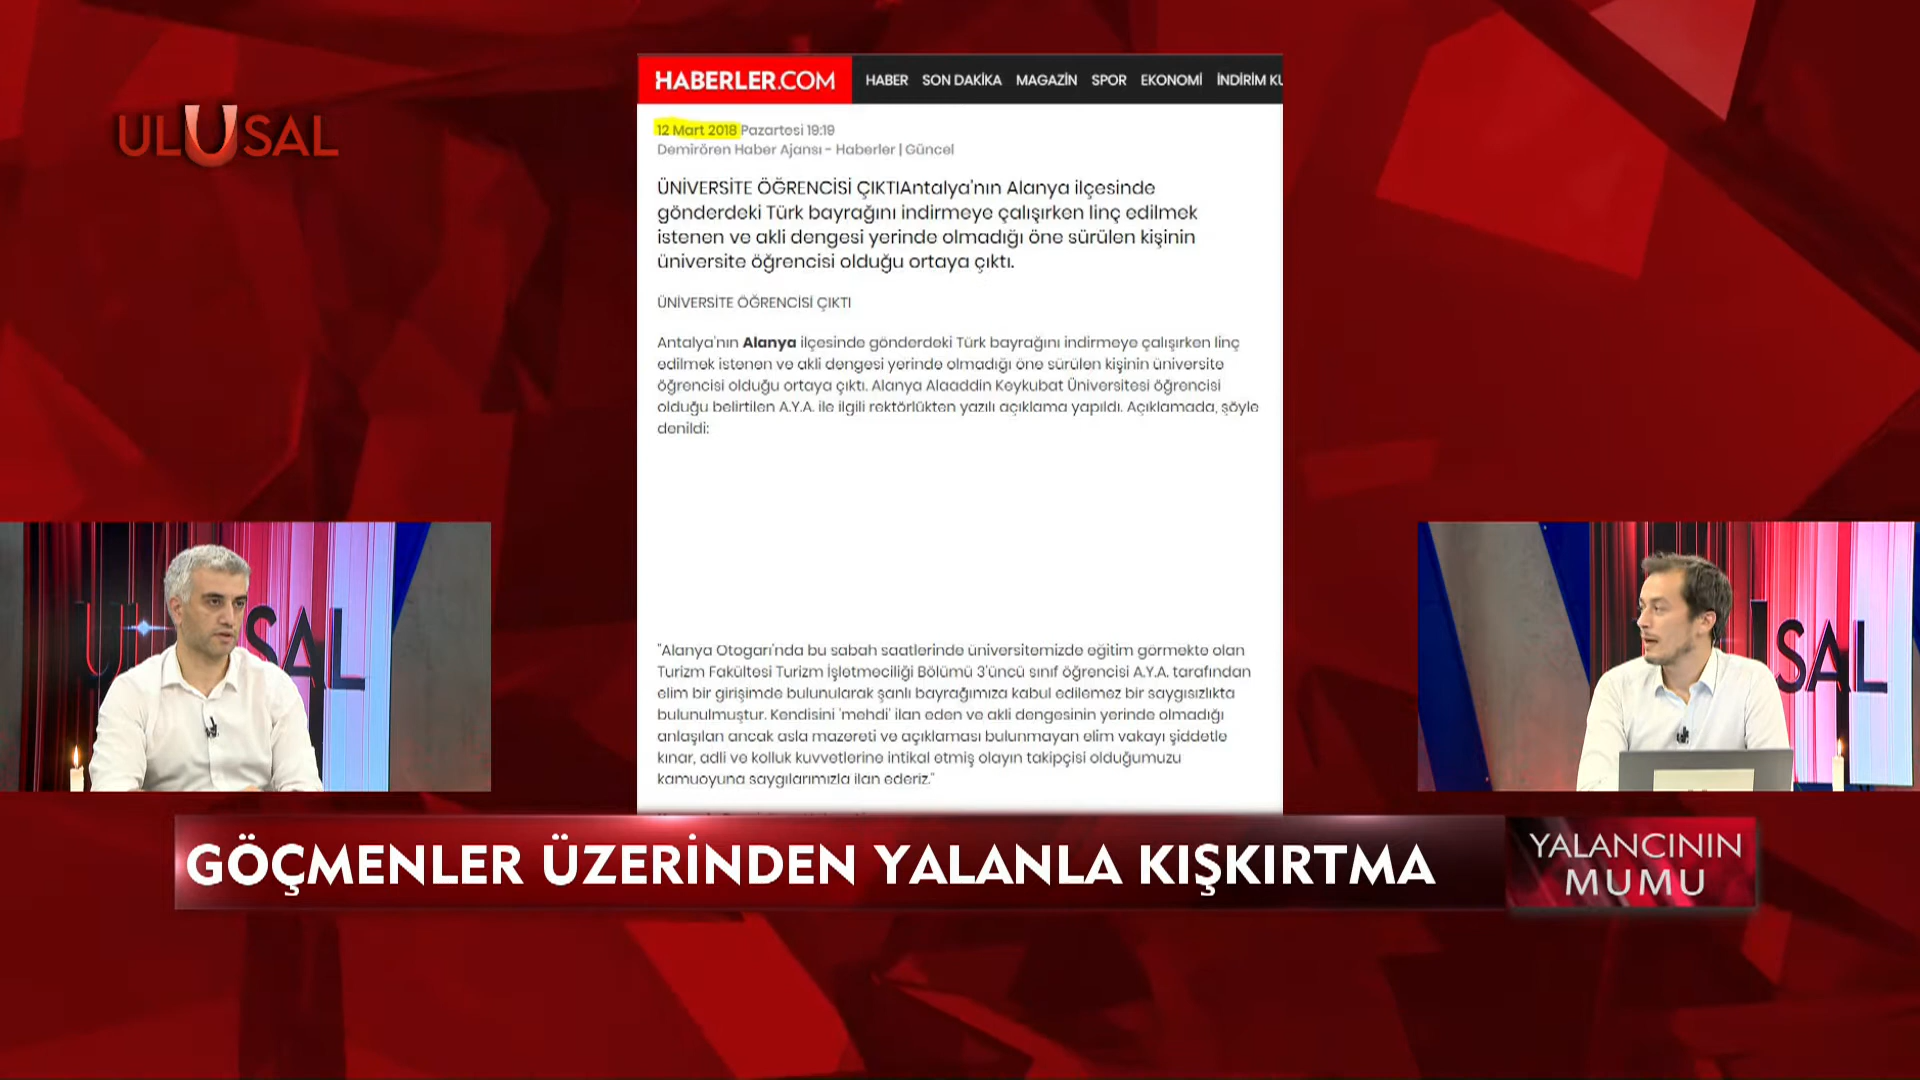 ULUSAL
HABERLER.COM
HABER SON DAKİKA MAGAZİN SPOR EKONOMİ İNDİRİM KU
12 Mart 2018 Pazartesi 19:19
Demirören Haber Ajansı - Haberler | Güncel
ÜNİVERSİTE ÖĞRENCİSİ ÇIKTIAntalya'nın Alanya ilçesinde
gönderdeki Türk bayrağını indirmeye çalışırken linç edilmek
istenen ve akli dengesi yerinde olmadığı öne sürülen kişinin
üniversite öğrencisi olduğu ortaya çıktı.
ÜNİVERSİTE ÖĞRENCİSİ ÇIKTI
Antalya'nın Alanya ilçesinde gönderdeki Türk bayrağını indirmeye çalışırken linç
edilmek istenen ve akli dengesi yerinde olmadığı öne sürülen kişinin üniversite
öğrencisi olduğu ortaya çıktı. Alanya Alaaddin Keykubat Üniversitesi öğrencisi
olduğu belirtilen A.Y.A. ile ilgili rektörlükten yazılı açıklama yapıldı. Açıklamada, şöyle
denildi:
"Alanya Otogarı'nda bu sabah saatlerinde üniversitemizde eğitim görmekte olan
Turizm Fakültesi Turizm İşletmeciliği Bölümü 3'üncü sınıf öğrencisi A.Y.A. tarafından
elim bir girişimde bulunularak şanlı bayrağımıza kabul edilemez bir saygısızlıkta
bulunulmuştur. Kendisini 'mehdi' ilan eden ve akli dengesinin yerinde olmadığı
anlaşılan ancak asla mazereti ve açıklaması bulunmayan elim vakayı şiddetle
kınar, adli ve kolluk kuvvetlerine intikal etmiş olayın takipçisi olduğumuzu
kamuoyuna saygılarımızla ilan ederiz."
U SAL
SAL
GÖÇMENLER ÜZERİNDEN YALANLA KIŞKIRTMA
YALANCININ
MUMU